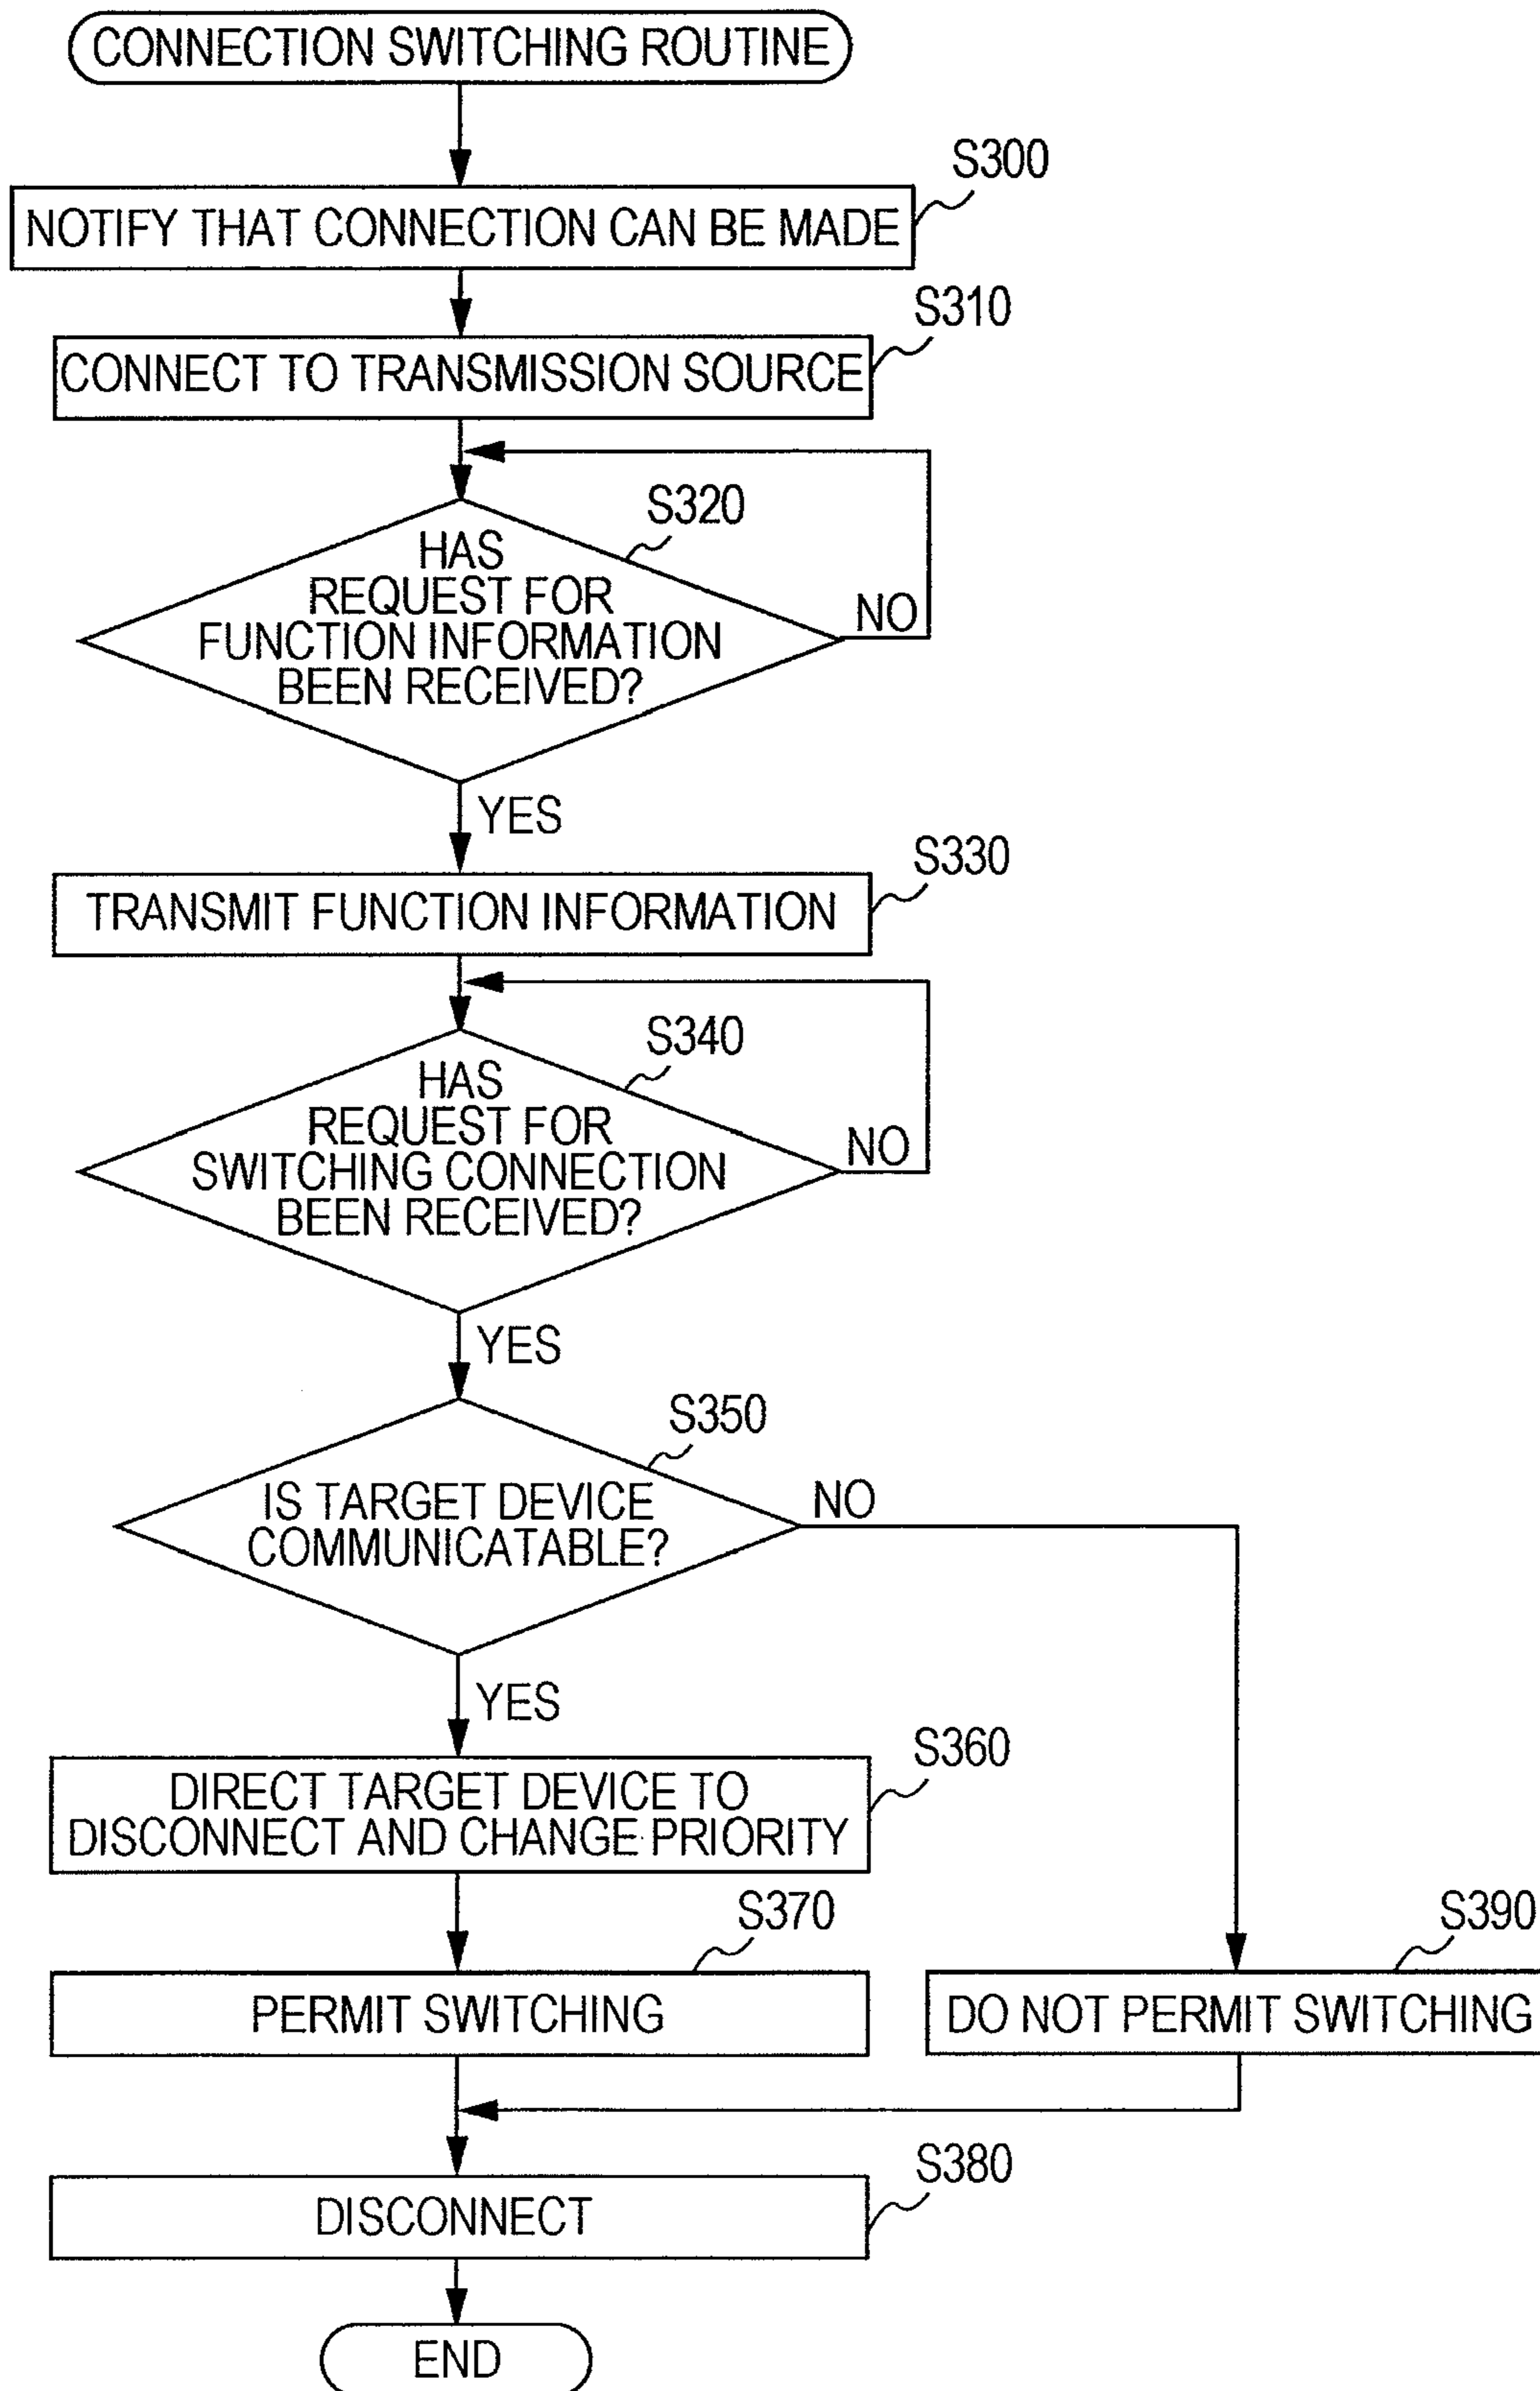 CONNECTION SWITCHING ROUTINE
S300
NOTIFY THAT CONNECTION CAN BE MADE
S310
CONNECT TO TRANSMISSION SOURCE
S320
HAS
REQUEST FOR
FUNCTION INFORMATION
BEEN RECEIVED?
NO
YES
S330
TRANSMIT FUNCTION INFORMATION
S340
HAS
REQUEST FOR
SWITCHING CONNECTION
BEEN RECEIVED?
NO
YES
S350
IS TARGET DEVICE
COMMUNICATABLE?
NO
YES
S360
DIRECT TARGET DEVICE TO
DISCONNECT AND CHANGE PRIORITY
S370
PERMIT SWITCHING
S390
DO NOT PERMIT SWITCHING
S380
DISCONNECT
END